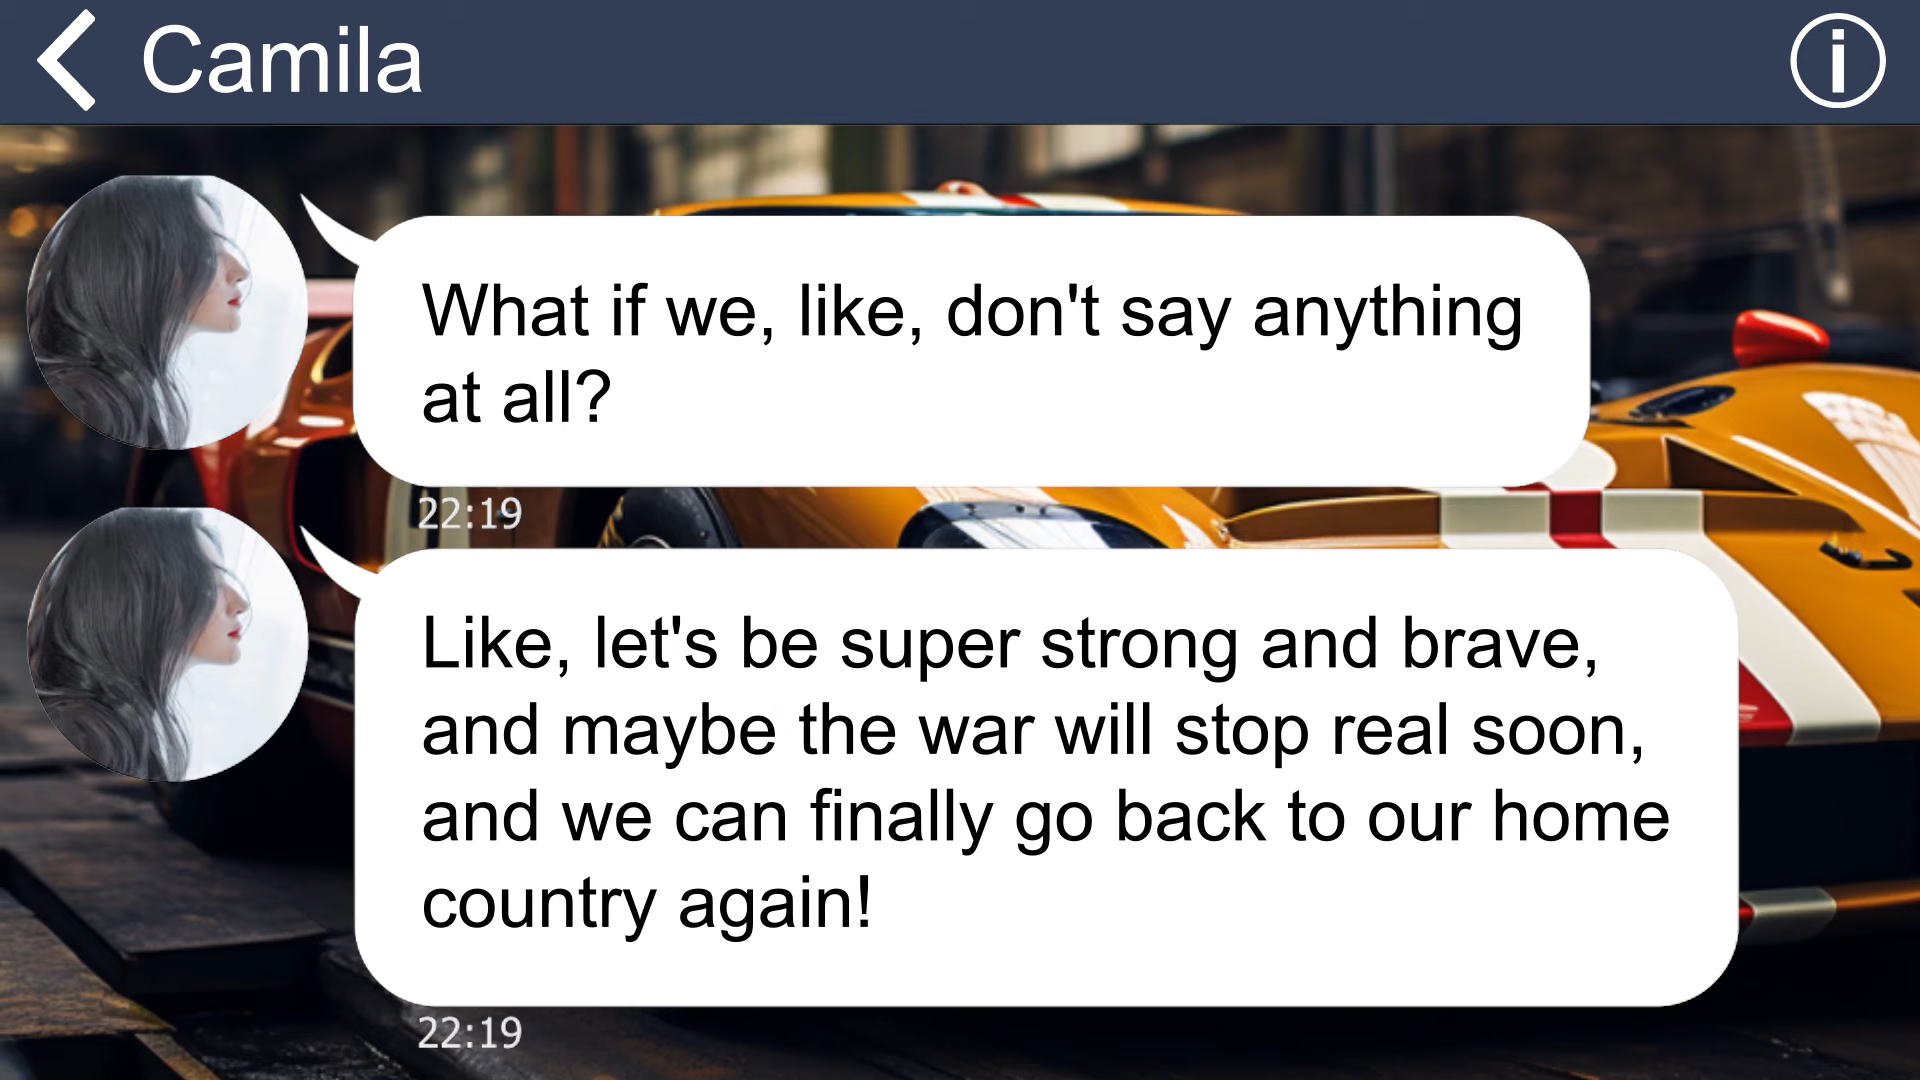 Camila
What if we, like, don't say anything
at all?
22:19
Like, let's be super strong and brave,
and maybe the war will stop real soon,
and we can finally go back to our home
country again!
22:19